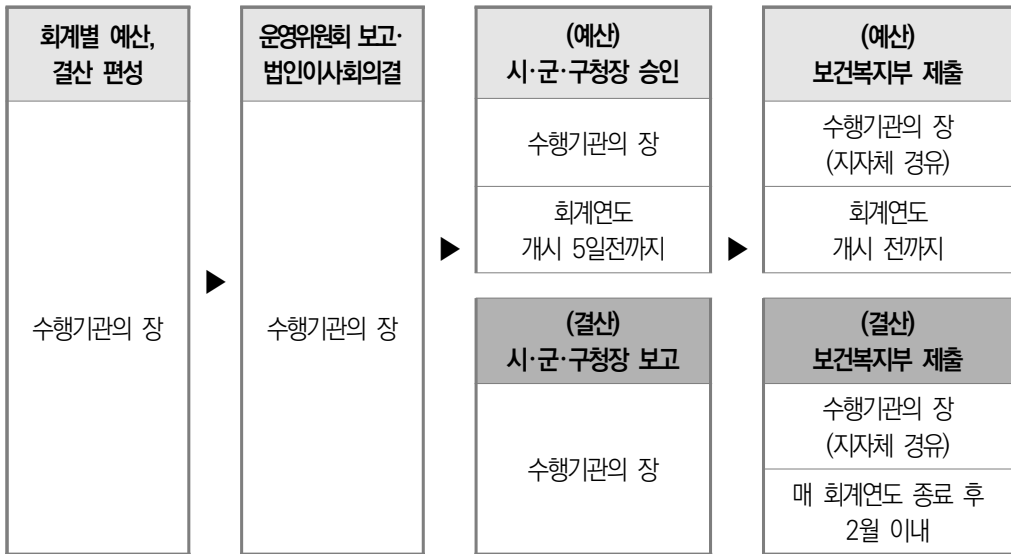 회계별 예산,
결산 편성
수행기관의 장
▶
운영위원회 보고·
법인이사회의결
수행기관의 장
▶
(예산)
시·군·구청장 승인
수행기관의 장
회계연도
개시 5일전까지
▶
(예산)
보건복지부 제출
수행기관의 장
(지자체 경유)
회계연도
개시 전까지
(결산)
시·군·구청장 보고
수행기관의 장
(결산)
보건복지부 제출
수행기관의 장
(지자체 경유)
매 회계연도 종료 후
2월 이내